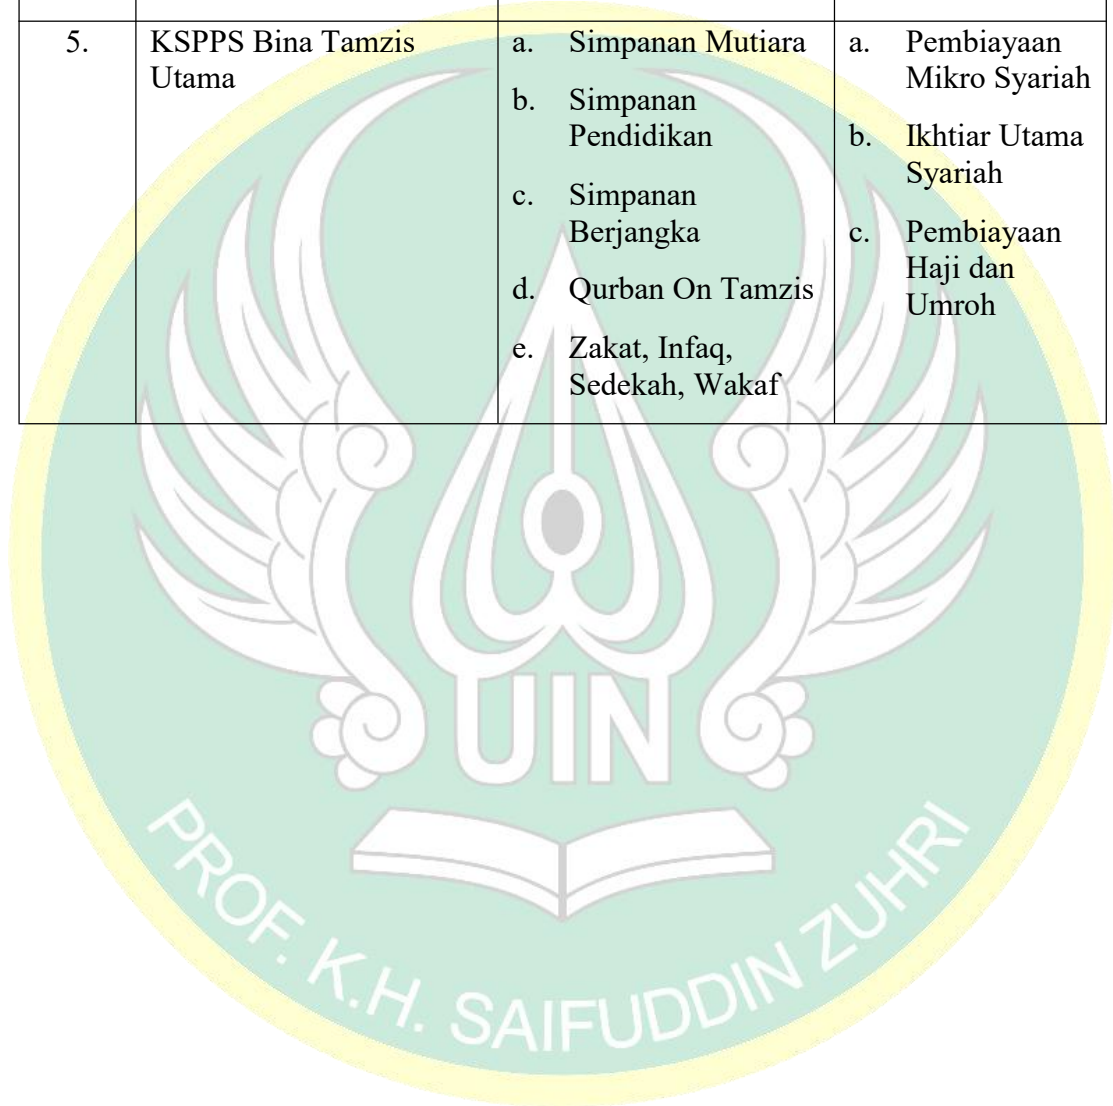 5.
KSPPS Bina Tamzis
Utama
a. Simpanan Mutiara
b. Simpanan
Pendidikan
c. Simpanan
Berjangka
d. Qurban On Tamzis
e. Zakat, Infaq,
Sedekah, Wakaf
a. Pembiayaan
Mikro Syariah
b. Ikhtiar Utama
Syariah
c. Pembiayaan
Haji dan
Umroh
UIN
PROF. K.H. SAIFUDDIN ZUHRI